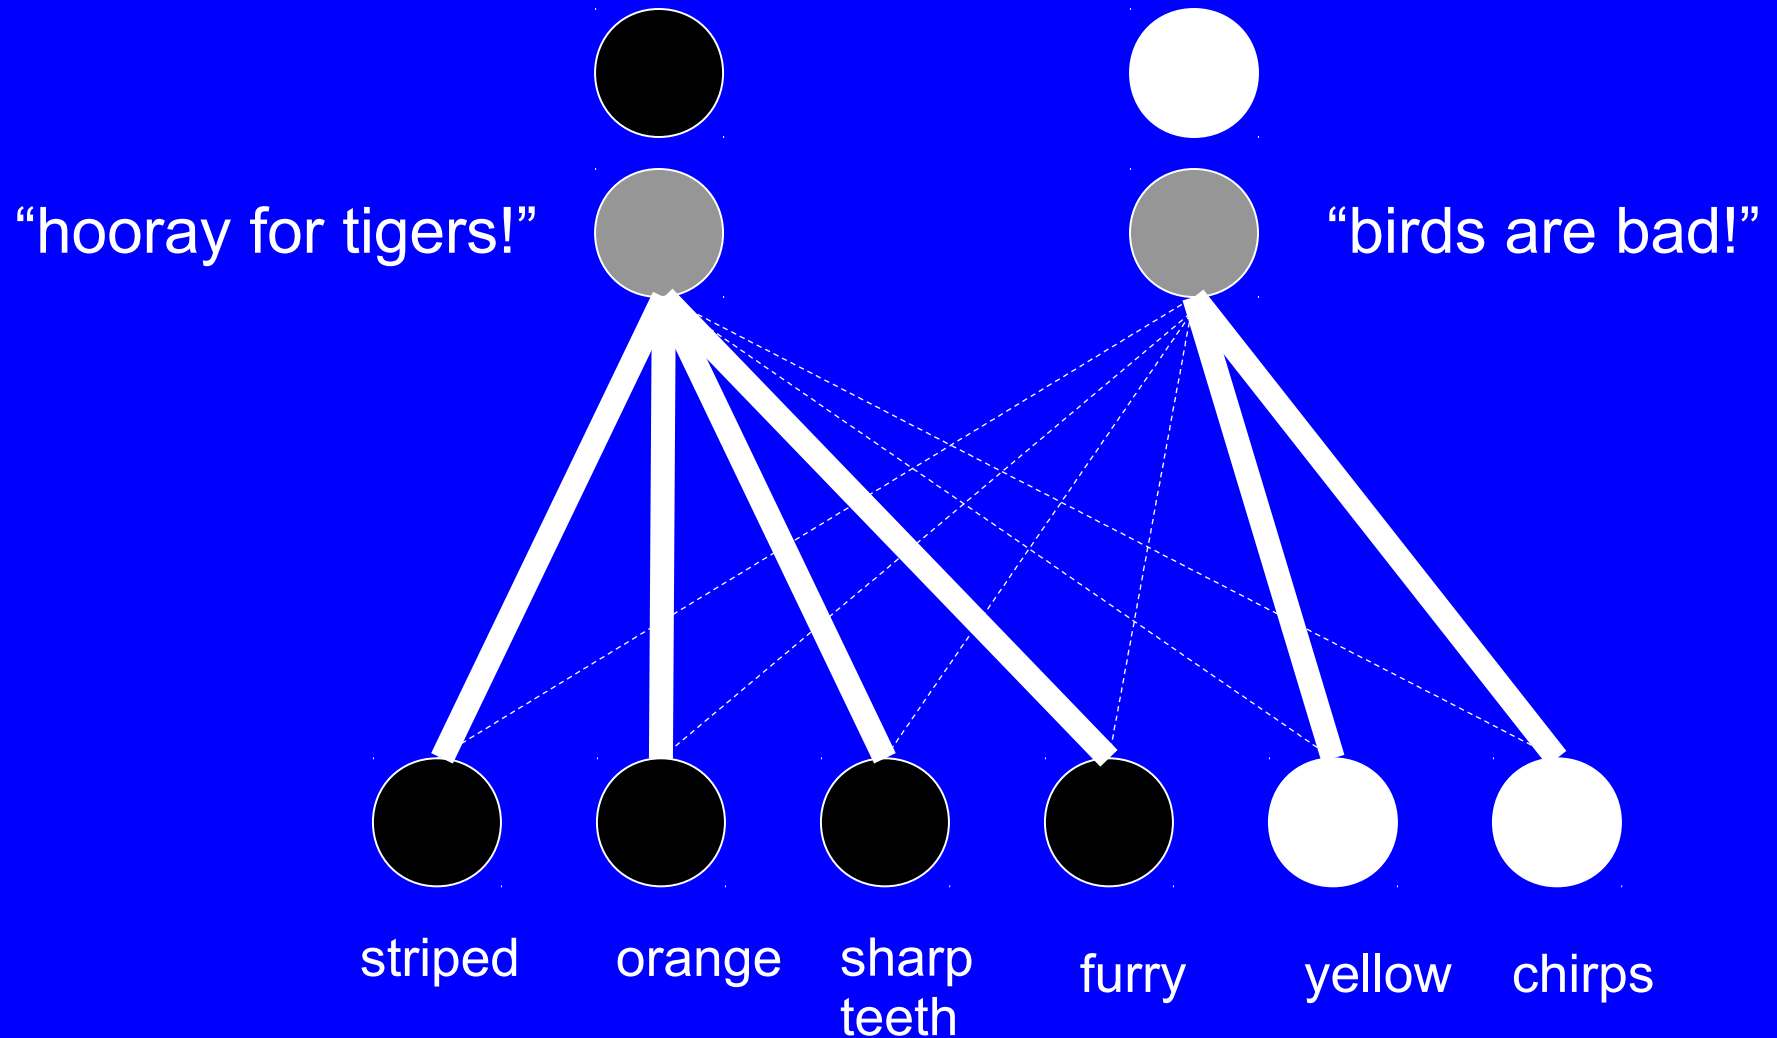 “hooray for tigers!”
“birds are bad!”
striped
orange
sharp
teeth
furry
yellow
chirps